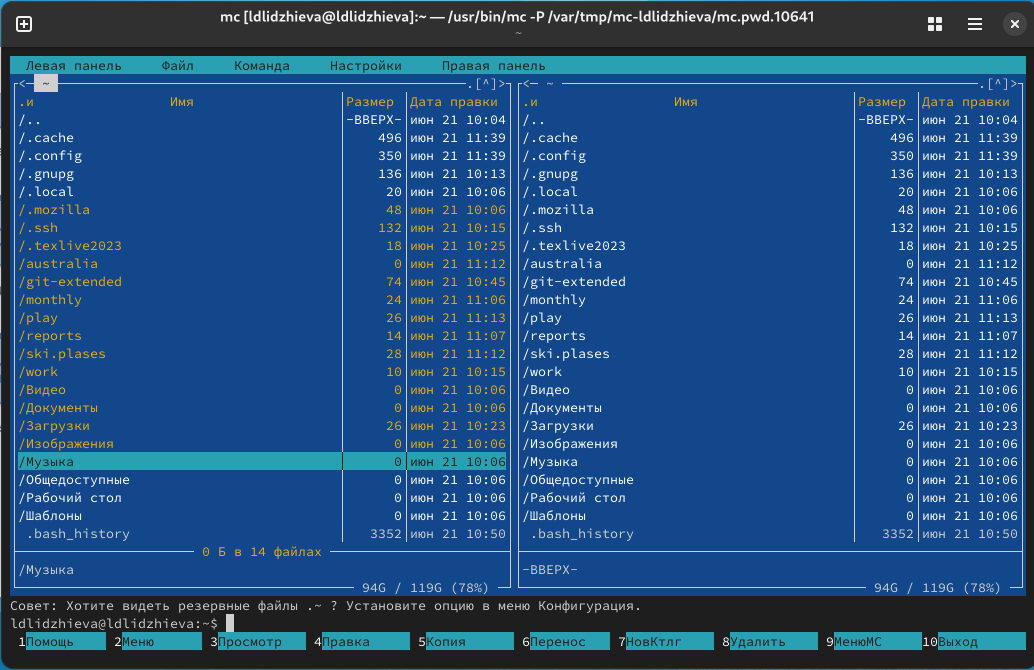 mc [ldlidzhieva@ldlidzhieva]:~ — /usr/bin/mc -P /var/tmp/mc-ldlidzhieva/mc.pwd.10641
~
Левая панель Файл Команда Настройки Правая панель
<— ~ .[^]> <— ~ .[^]>
.и Имя Размер Дата правки .и Имя Размер Дата правки
/.. -ВВЕРХ- июн 21 10:04 /.. -ВВЕРХ- июн 21 10:04
/.cache 496 июн 21 11:39 /.cache 496 июн 21 11:39
/.config 350 июн 21 11:39 /.config 350 июн 21 11:39
/.gnupg 136 июн 21 10:13 /.gnupg 136 июн 21 10:13
/.local 20 июн 21 10:06 /.local 20 июн 21 10:06
/.mozilla 48 июн 21 10:06 /.mozilla 48 июн 21 10:06
/.ssh 132 июн 21 10:15 /.ssh 132 июн 21 10:15
/.texlive2023 18 июн 21 10:25 /.texlive2023 18 июн 21 10:25
/australia 0 июн 21 11:12 /australia 0 июн 21 11:12
/git-extended 74 июн 21 10:45 /git-extended 74 июн 21 10:45
/monthly 24 июн 21 11:06 /monthly 24 июн 21 11:06
/play 26 июн 21 11:13 /play 26 июн 21 11:13
/reports 14 июн 21 11:07 /reports 14 июн 21 11:07
/ski.plases 28 июн 21 11:12 /ski.plases 28 июн 21 11:12
/work 10 июн 21 10:15 /work 10 июн 21 10:15
/Видео 0 июн 21 10:06 /Видео 0 июн 21 10:06
/Документы 0 июн 21 10:06 /Документы 0 июн 21 10:06
/Загрузки 26 июн 21 10:23 /Загрузки 26 июн 21 10:23
/Изображения 0 июн 21 10:06 /Изображения 0 июн 21 10:06
/Музыка 0 июн 21 10:06 /Музыка 0 июн 21 10:06
/Общедоступные 0 июн 21 10:06 /Общедоступные 0 июн 21 10:06
/Рабочий стол 0 июн 21 10:06 /Рабочий стол 0 июн 21 10:06
/Шаблоны 0 июн 21 10:06 /Шаблоны 0 июн 21 10:06
.bash_history 3352 июн 21 10:50 .bash_history 3352 июн 21 10:50
0 Б в 14 файлах
/Музыка -ВВЕРХ-
94G / 119G (78%) 94G / 119G (78%)
Совет: Хотите видеть резервные файлы .~ ? Установите опцию в меню Конфигурация.
ldlidzhieva@ldlidzhieva:~$
1Помощь 2Меню 3Просмотр 4Правка 5Копия 6Перенос 7НовКтлг 8Удалить 9МенюMC 10Выход